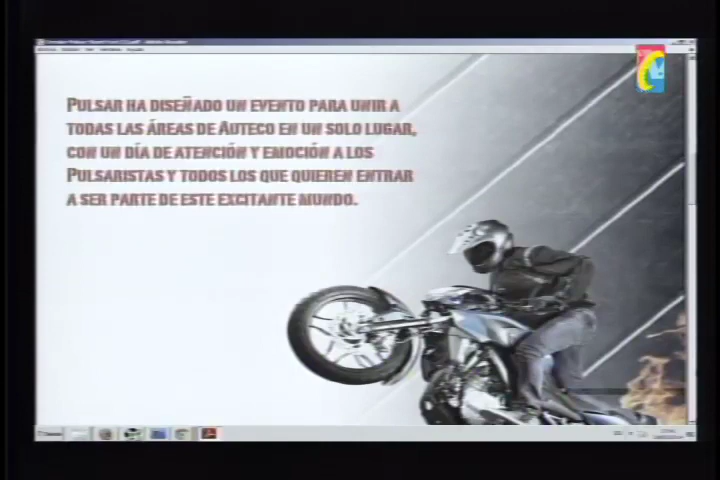 PULSAR HA DISEÑADO UN EVENTO PARA UNIR A
TODAS LAS ÁREAS DE AUTECO EN UN SOLO LUGAR,
CON UN DÍA DE ATENCIÓN Y EMOCIÓN A LOS
PULSARISTAS Y TODOS LOS QUE QUIEREN ENTRAR
A SER PARTE DE ESTE EXCITANTE MUNDO.